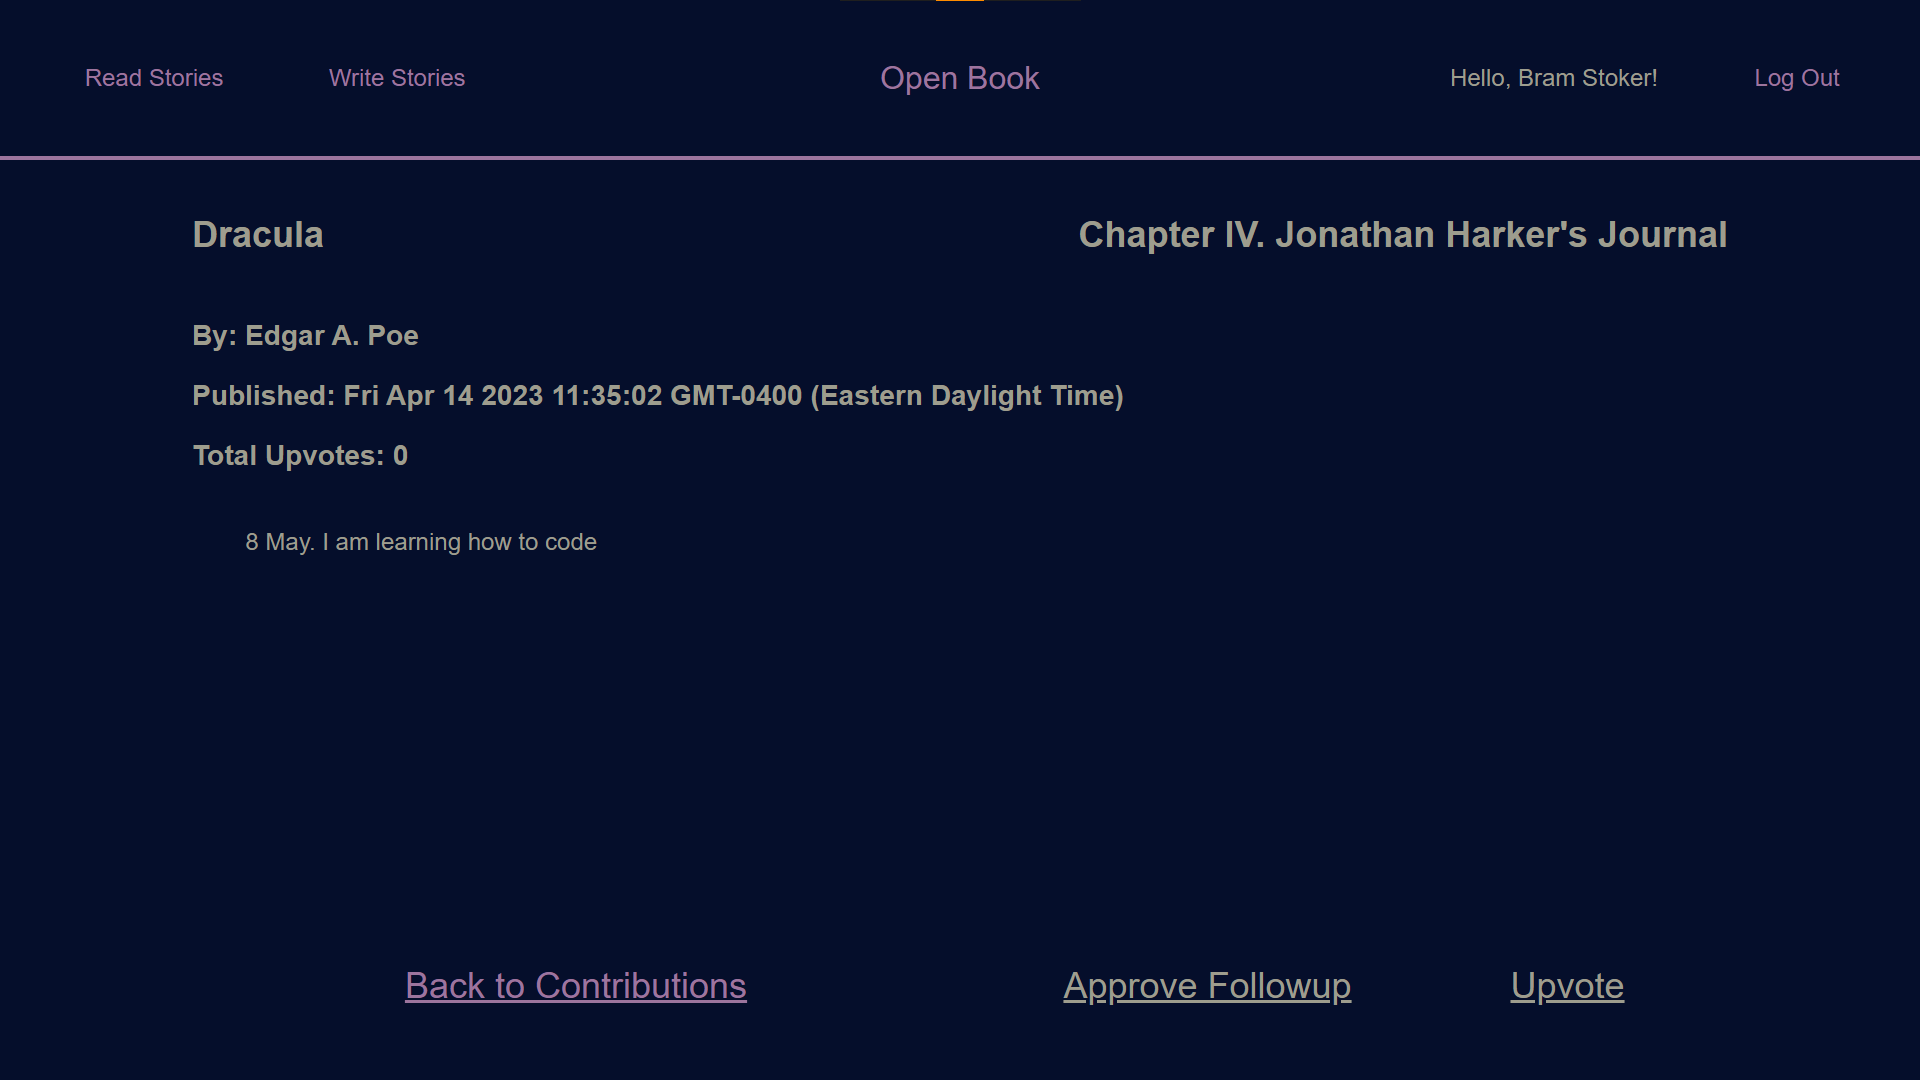 Read Stories Write Stories Open Book Hello, Bram Stoker! Log Out
Dracula Chapter IV. Jonathan Harker's Journal
By: Edgar A. Poe
Published: Fri Apr 14 2023 11:35:02 GMT-0400 (Eastern Daylight Time)
Total Upvotes: 0
8 May. I am learning how to code
Back to Contributions Approve Followup Upvote